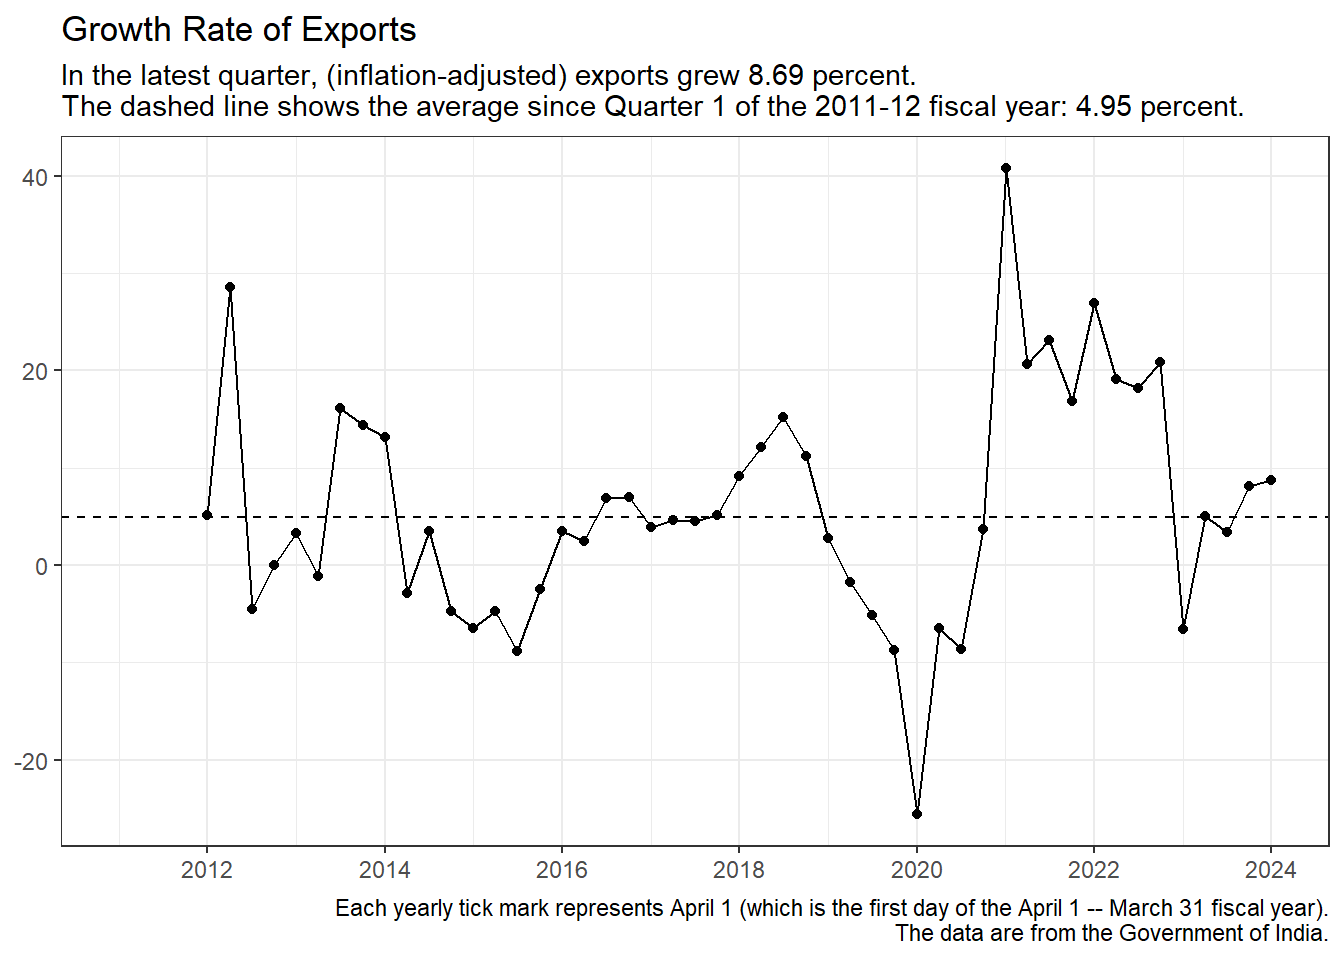 Growth Rate of Exports
In the latest quarter, (inflation-adjusted) exports grew 8.69 percent.
The dashed line shows the average since Quarter 1 of the 2011-12 fiscal year: 4.95 percent.
40
20
0
-20
2012 2014 2016 2018 2020 2022 2024
Each yearly tick mark represents April 1 (which is the first day of the April 1 -- March 31 fiscal year).
The data are from the Government of India.